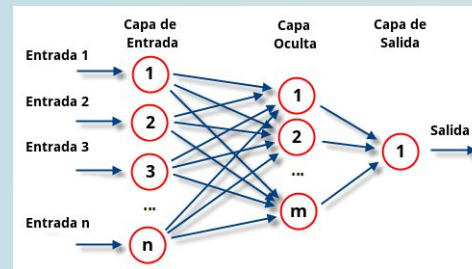 Capa de
Entrada
Capa
Oculta
Capa de
Salida
Entrada 1
1
Entrada 2
2
Entrada 3
3
...
Entrada n
n
1
2
...
m
1
Salida